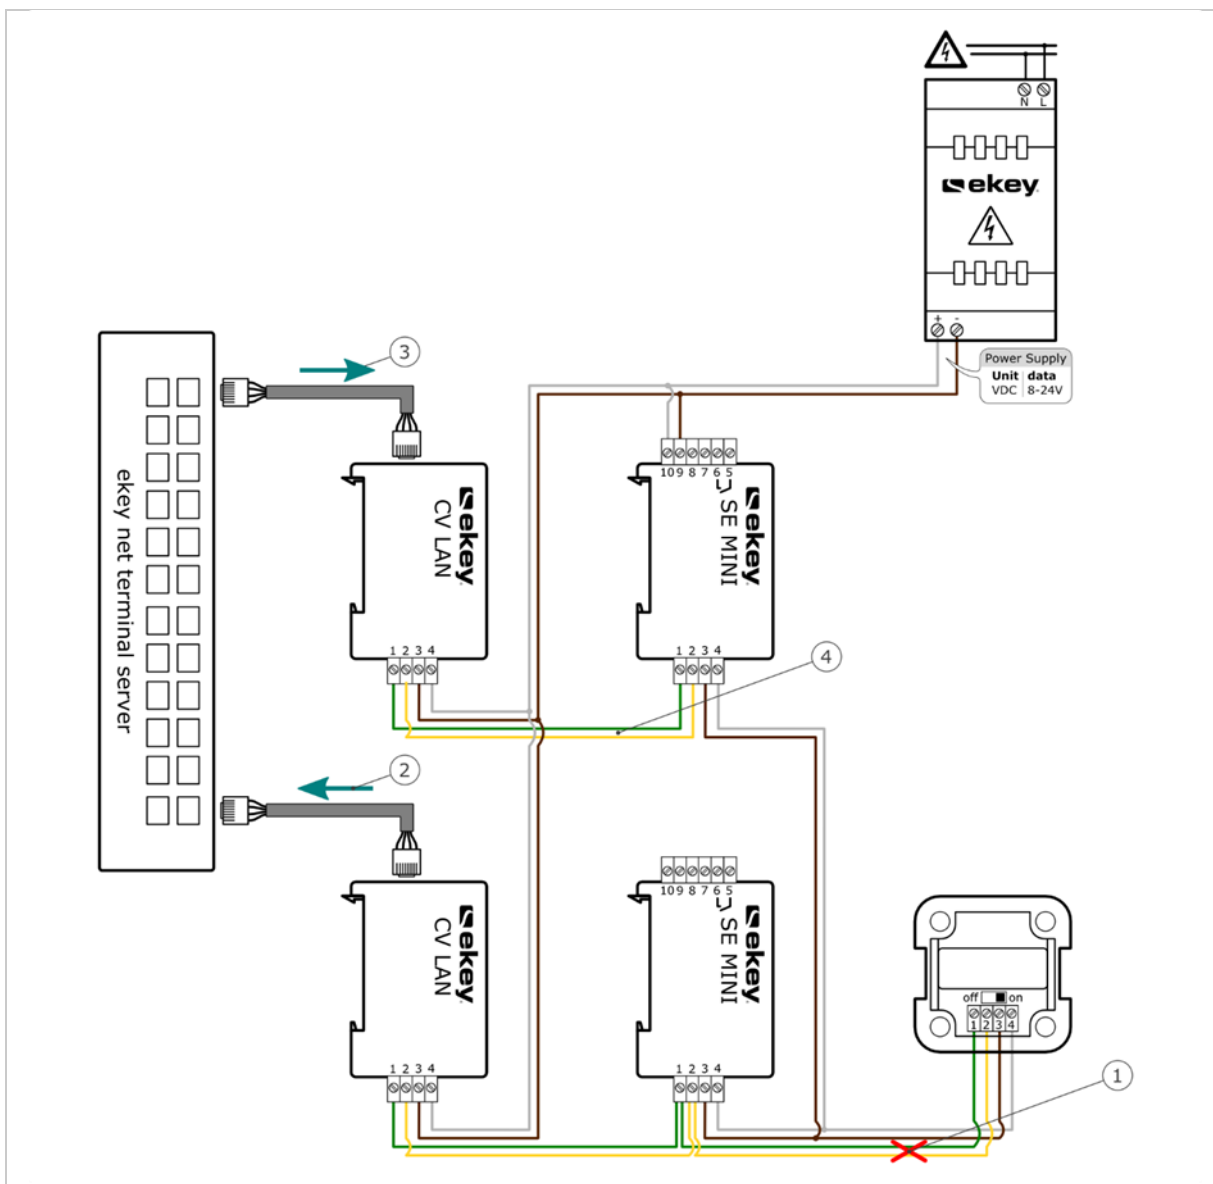 N L
ekey
+ -
Power Supply
Unit data
VDC 8-24V
3
ekey net terminal server
ekey
CV LAN
1 2 3 4
10 9 8 7 6 5
ekey
SE MINI
1 2 3 4
4
2
ekey
CV LAN
1 2 3 4
10 9 8 7 6 5
ekey
SE MINI
1 2 3 4
off on
1 2 3 4
1